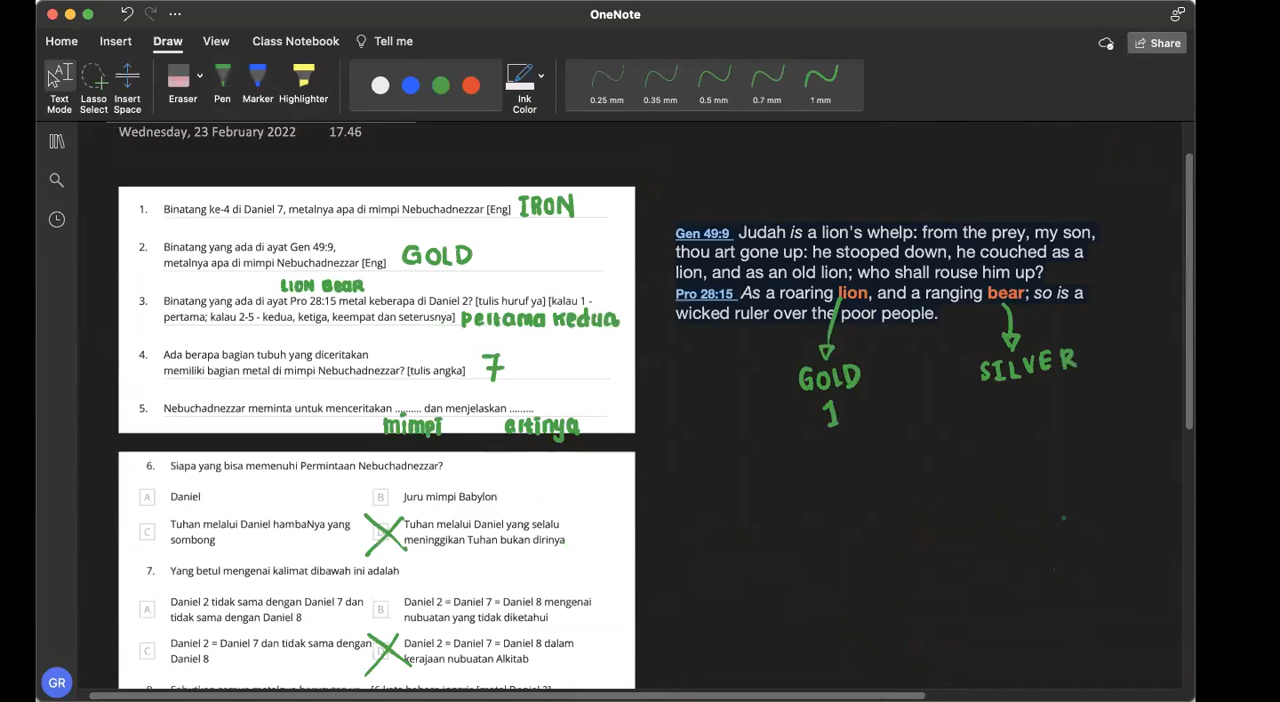 OneNote
Home Insert Draw View Class Notebook Tell me
Share
Text Mode
Lasso Select
Insert Space
Eraser
Pen
Marker
Highlighter
Ink Color
0.25 mm 0.35 mm 0.5 mm 0.7 mm 1 mm
Wednesday, 23 February 2022 17.46
1. Binatang ke-4 di Daniel 7, metalnya apa di mimpi Nebuchadnezzar [Eng] IRON
2. Binatang yang ada di ayat Gen 49:9,
metalnya apa di mimpi Nebuchadnezzar [Eng] GOLD
LION BEAR
3. Binatang yang ada di ayat Pro 28:15 metal keberapa di Daniel 2? [tulis huruf ya] [kalau 1 -
pertama; kalau 2-5 - kedua, ketiga, keempat dan seterusnya] pertama kedua
4. Ada berapa bagian tubuh yang diceritakan
memiliki bagian metal di mimpi Nebuchadnezzar? [tulis angka] 7
5. Nebuchadnezzar meminta untuk menceritakan .......... dan menjelaskan .........
mimpi artinya
6. Siapa yang bisa memenuhi Permintaan Nebuchadnezzar?
A Daniel
B Juru mimpi Babylon
C Tuhan melalui Daniel hambaNya yang
sombong
Tuhan melalui Daniel yang selalu
meninggikan Tuhan bukan dirinya
7. Yang betul mengenai kalimat dibawah ini adalah
A Daniel 2 tidak sama dengan Daniel 7 dan
tidak sama dengan Daniel 8
B Daniel 2 = Daniel 7 = Daniel 8 mengenai
nubuatan yang tidak diketahui
C Daniel 2 = Daniel 7 dan tidak sama dengan
Daniel 8
Daniel 2 = Daniel 7 = Daniel 8 dalam
kerajaan nubuatan Alkitab
Gen 49:9 Judah is a lion's whelp: from the prey, my son,
thou art gone up: he stooped down, he couched as a
lion, and as an old lion; who shall rouse him up?
Pro 28:15 As a roaring lion, and a ranging bear; so is a
wicked ruler over the poor people.
GOLD
1
SILVER
GR